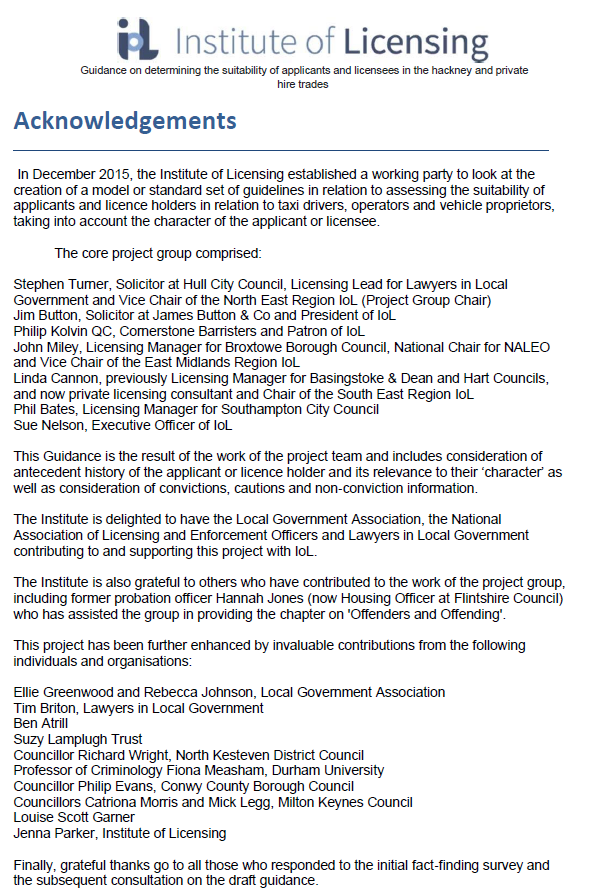 ioL Institute of Licensing
Guidance on determining the suitability of applicants and licensees in the hackney and private
hire trades
Acknowledgements
In December 2015, the Institute of Licensing established a working party to look at the
creation of a model or standard set of guidelines in relation to assessing the suitability of
applicants and licence holders in relation to taxi drivers, operators and vehicle proprietors,
taking into account the character of the applicant or licensee.
The core project group comprised:
Stephen Turner, Solicitor at Hull City Council, Licensing Lead for Lawyers in Local
Government and Vice Chair of the North East Region IoL (Project Group Chair)
Jim Button, Solicitor at James Button & Co and President of IoL
Philip Kolvin QC, Cornerstone Barristers and Patron of IoL
John Miley, Licensing Manager for Broxtowe Borough Council, National Chair for NALEO
and Vice Chair of the East Midlands Region IoL
Linda Cannon, previously Licensing Manager for Basingstoke & Dean and Hart Councils,
and now private licensing consultant and Chair of the South East Region IoL
Phil Bates, Licensing Manager for Southampton City Council
Sue Nelson, Executive Officer of IoL
This Guidance is the result of the work of the project team and includes consideration of
antecedent history of the applicant or licence holder and its relevance to their ‘character’ as
well as consideration of convictions, cautions and non-conviction information.
The Institute is delighted to have the Local Government Association, the National
Association of Licensing and Enforcement Officers and Lawyers in Local Government
contributing to and supporting this project with IoL.
The Institute is also grateful to others who have contributed to the work of the project group,
including former probation officer Hannah Jones (now Housing Officer at Flintshire Council)
who has assisted the group in providing the chapter on 'Offenders and Offending'.
This project has been further enhanced by invaluable contributions from the following
individuals and organisations:
Ellie Greenwood and Rebecca Johnson, Local Government Association
Tim Briton, Lawyers in Local Government
Ben Atrill
Suzy Lamplugh Trust
Councillor Richard Wright, North Kesteven District Council
Professor of Criminology Fiona Measham, Durham University
Councillor Philip Evans, Conwy County Borough Council
Councillors Catriona Morris and Mick Legg, Milton Keynes Council
Louise Scott Garner
Jenna Parker, Institute of Licensing
Finally, grateful thanks go to all those who responded to the initial fact-finding survey and
the subsequent consultation on the draft guidance.